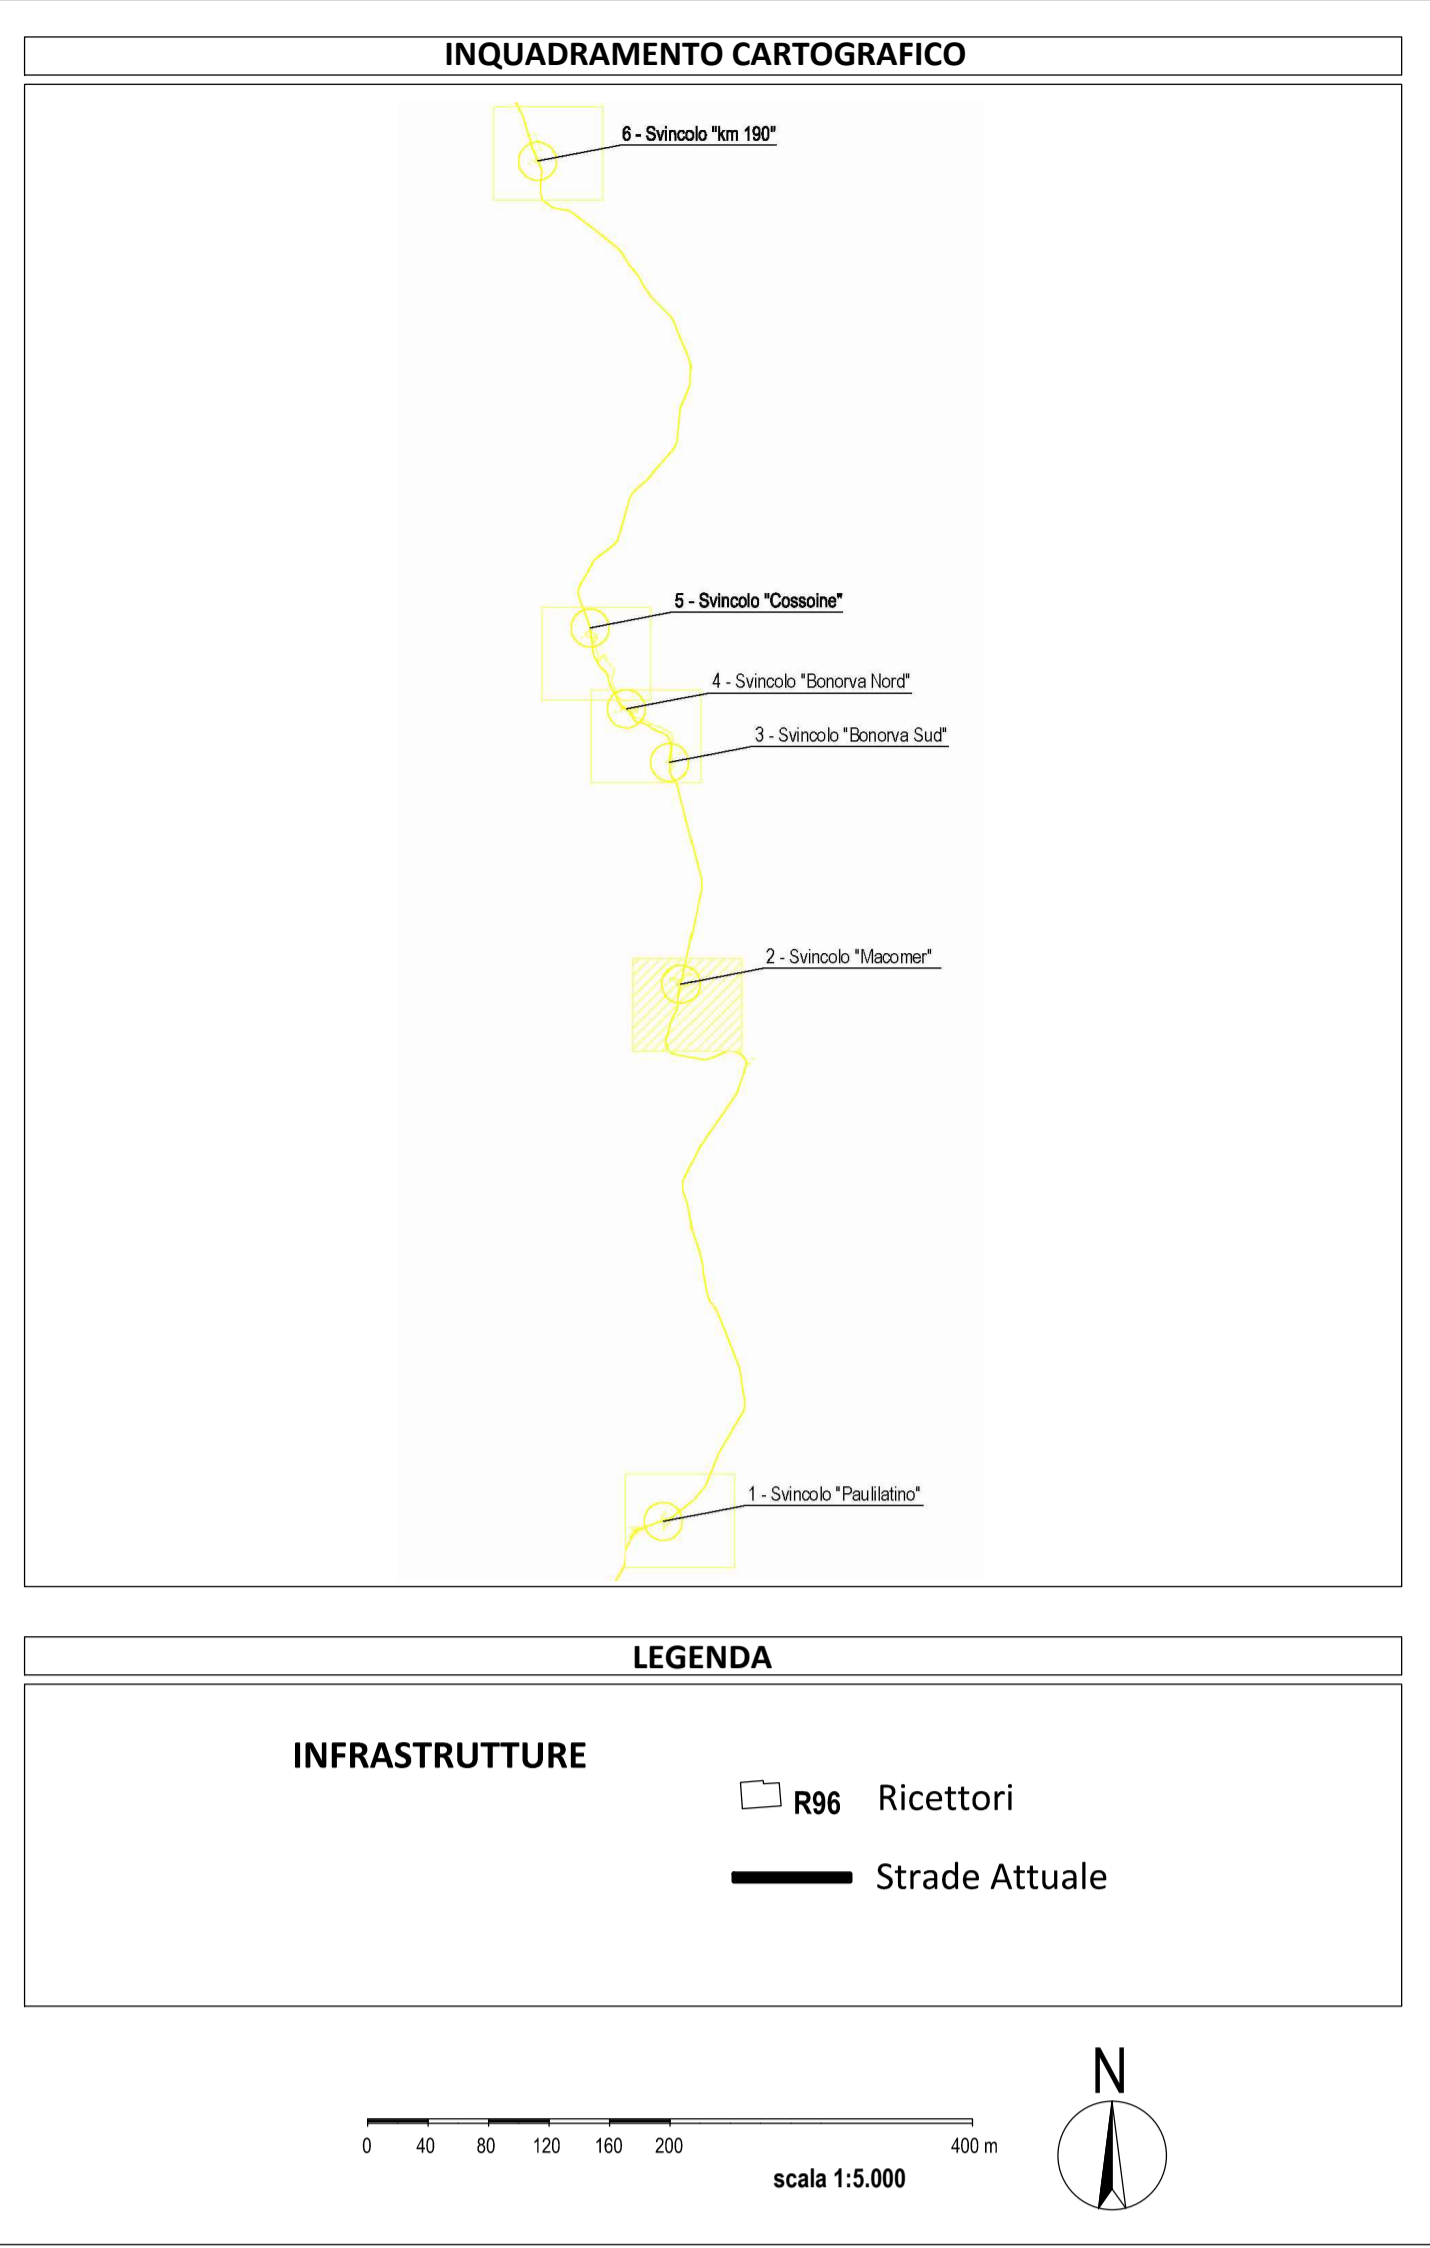 INQUADRAMENTO CARTOGRAFICO
6 - Svincolo "km 190"
5 - Svincolo "Cossoine"
4 - Svincolo "Bonorva Nord"
3 - Svincolo "Bonorva Sud"
2 - Svincolo "Macomer"
1 - Svincolo "Paulilatino"
LEGENDA
INFRASTRUTTURE
R96 Ricettori
Strade Attuale
N
0 40 80 120 160 200 400 m
scala 1:5.000